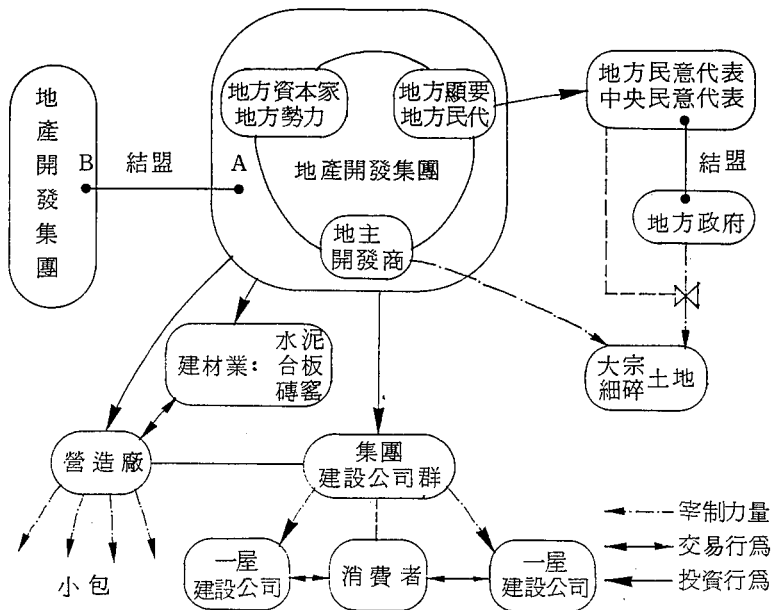 地產開發集團
B
結盟
A
地方資本家
地方勢力
地方顯要
地方民代
地產開發集團
地主
開發商
地方民意代表
中央民意代表
結盟
地方政府
大宗
細碎
土地
建材業：
水泥
合板
磚窰
營造廠
集團
建設公司群
小包
一屋
建設公司
消費者
一屋
建設公司
宰制力量
交易行為
投資行為